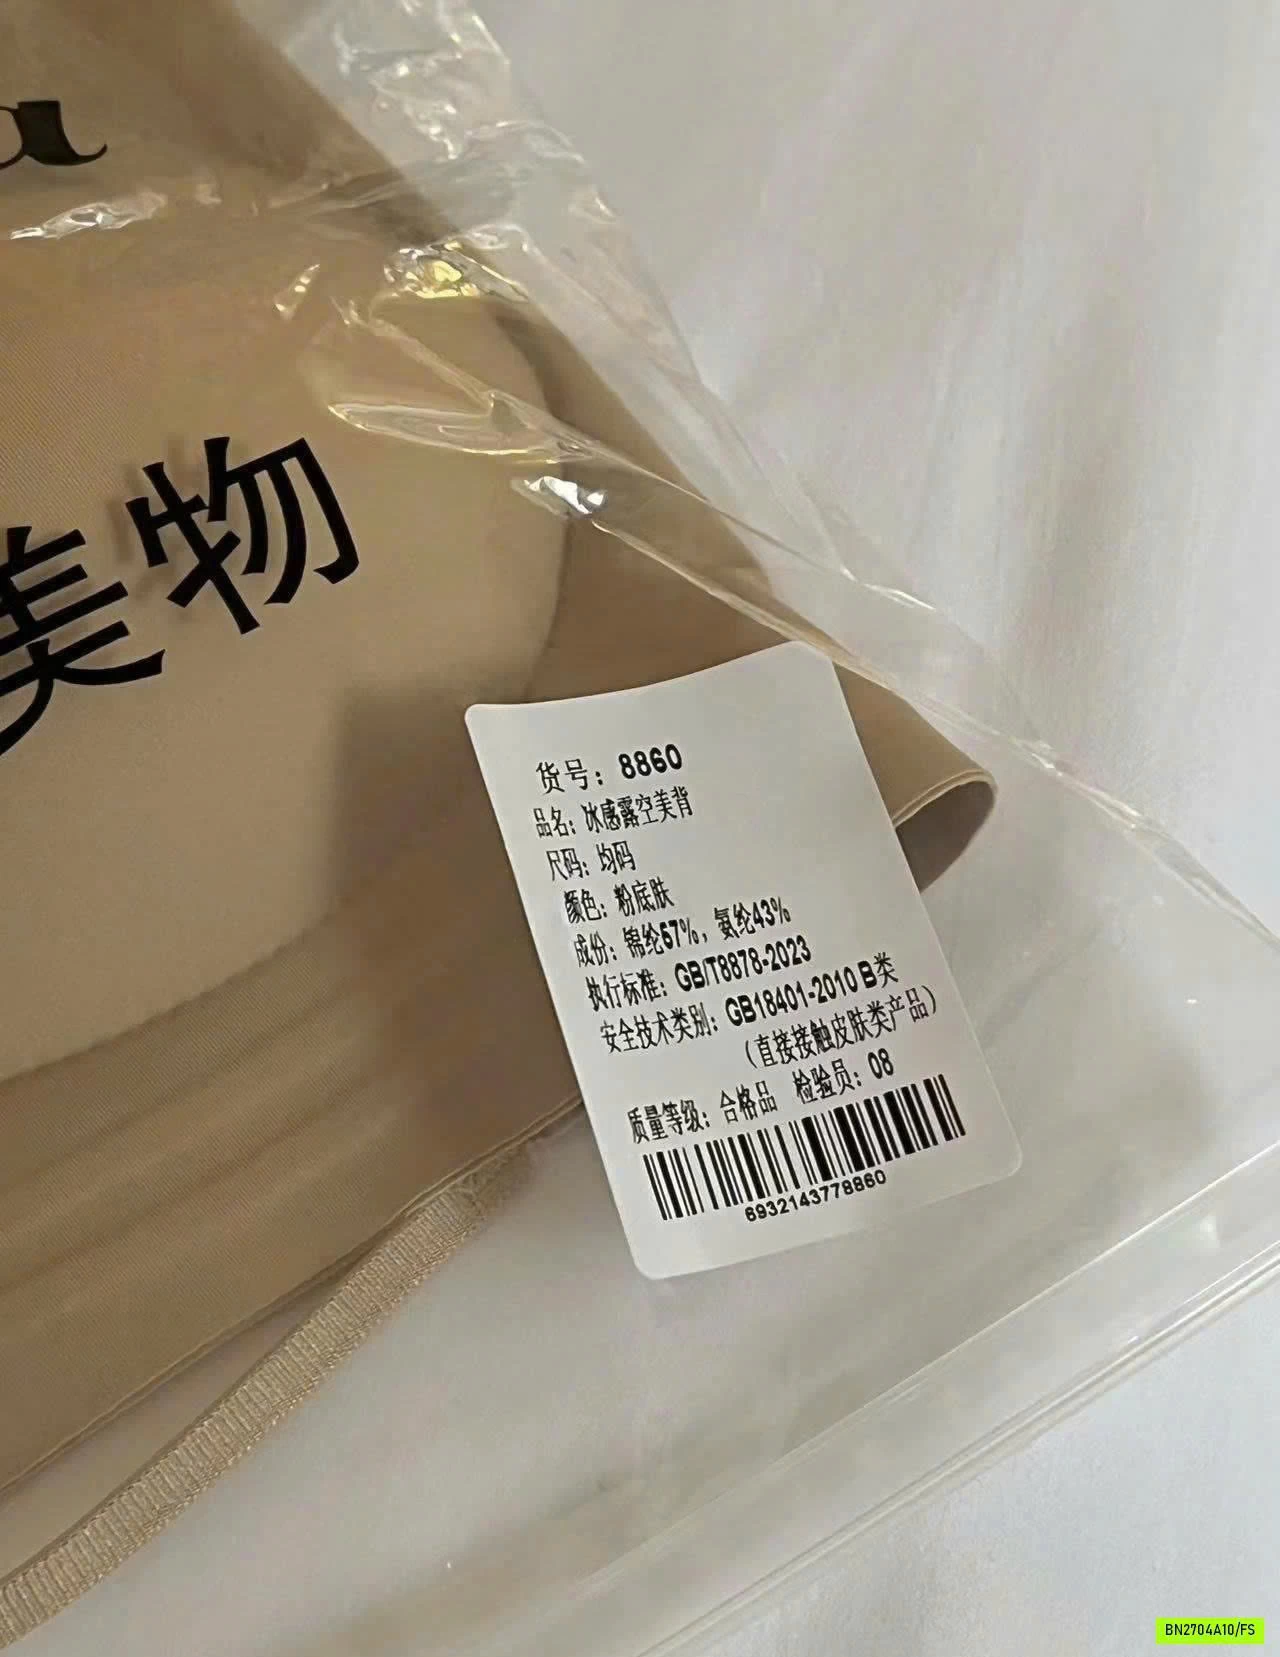 a
美物
货号：8860
品名：冰感露空美背
尺码：均码
颜色：粉底肤
成份：锦纶57%，氨纶43%
执行标准：GB/T8878-2023
安全技术类别：GB18401-2010 B类
（直接接触皮肤类产品）
质量等级：合格品 检验员：08
6932143778860
BN2704A10/FS